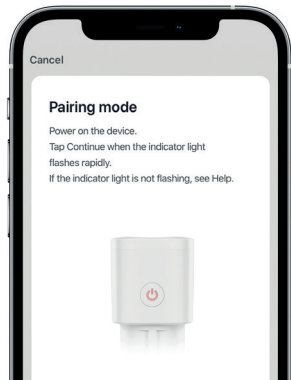 Cancel
Pairing mode
Power on the device.
Tap Continue when the indicator light
flashes rapidly.
If the indicator light is not flashing, see Help.